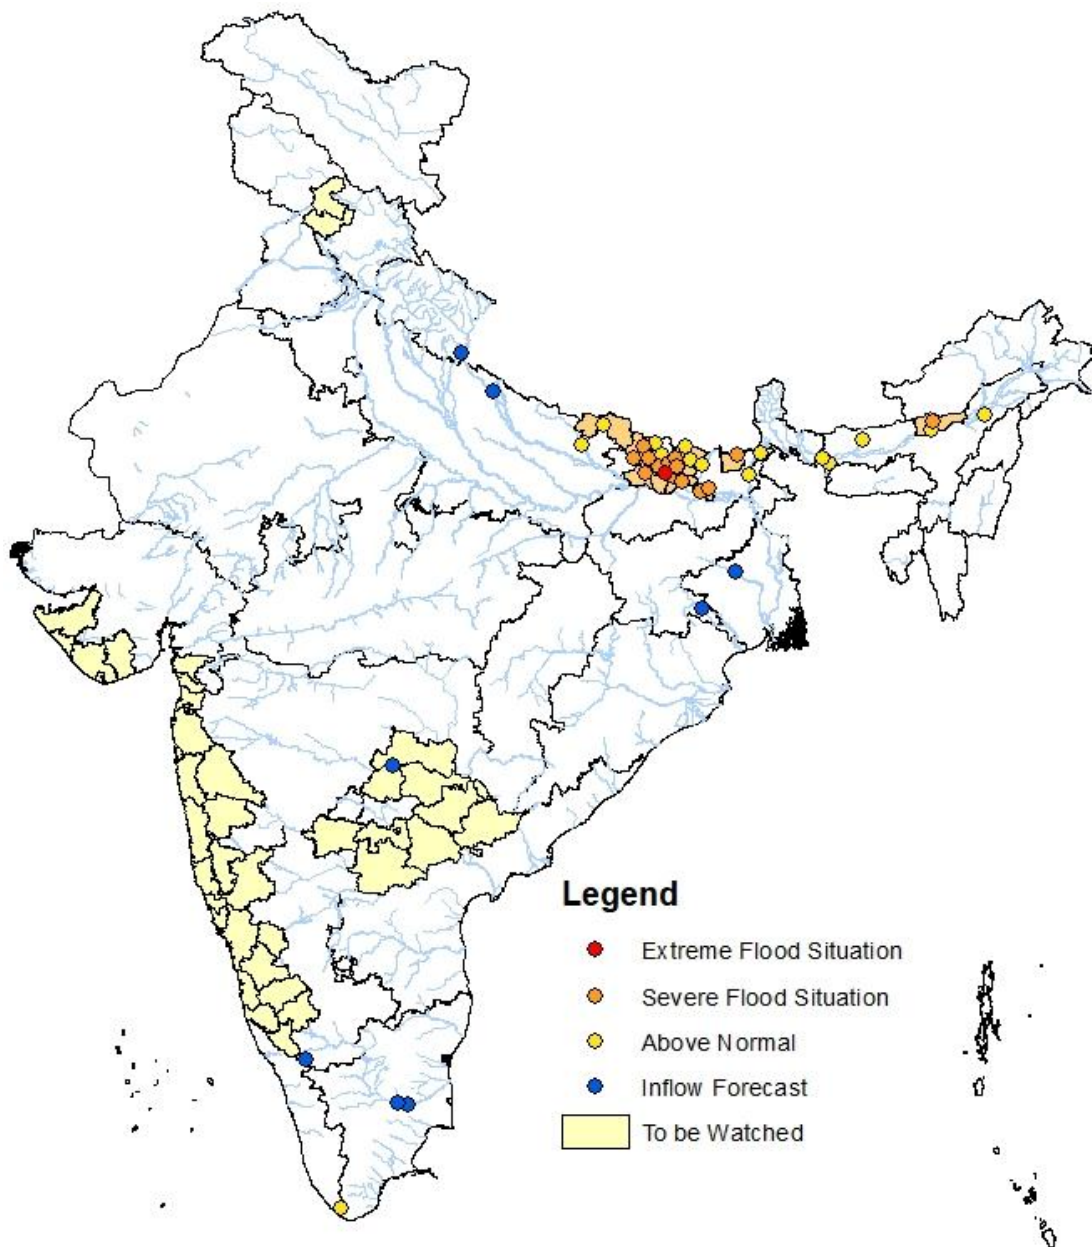 Legend
Extreme Flood Situation
Severe Flood Situation
Above Normal
Inflow Forecast
To be Watched